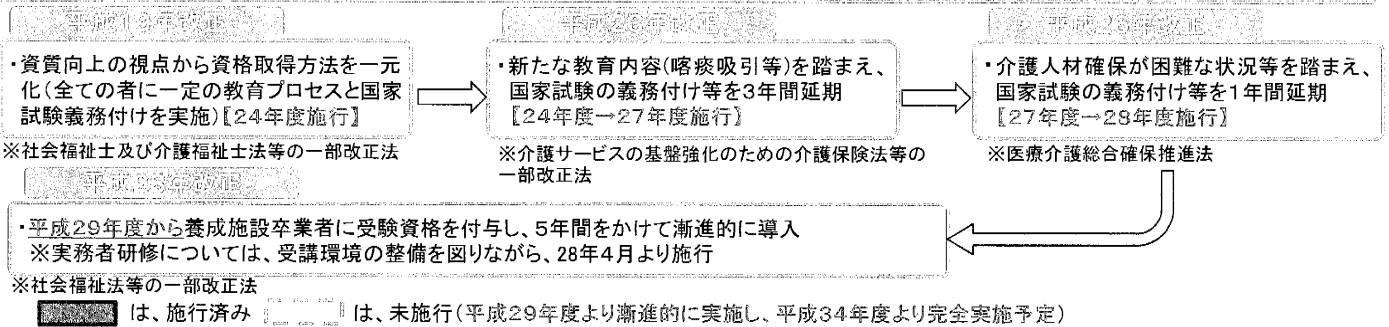 平成19年改正
・資質向上の視点から資格取得方法を一元
化(全ての者に一定の教育プロセスと国家
試験義務付けを実施)【24年度施行】
※社会福祉士及び介護福祉士法等の一部改正法
平成23年改正
・新たな教育内容(喀痰吸引等)を踏まえ、
国家試験の義務付け等を3年間延期
【24年度→27年度施行】
※介護サービスの基盤強化のための介護保険法等の
一部改正法
平成26年改正
・介護人材確保が困難な状況等を踏まえ、
国家試験の義務付け等を1年間延期
【27年度→28年度施行】
※医療介護総合確保推進法
・平成29年度から養成施設卒業者に受験資格を付与し、5年間をかけて漸進的に導入
※実務者研修については、受講環境の整備を図りながら、28年4月より施行
※社会福祉法等の一部改正法
は、施行済み
は、未施行(平成29年度より漸進的に実施し、平成34年度より完全実施予定)